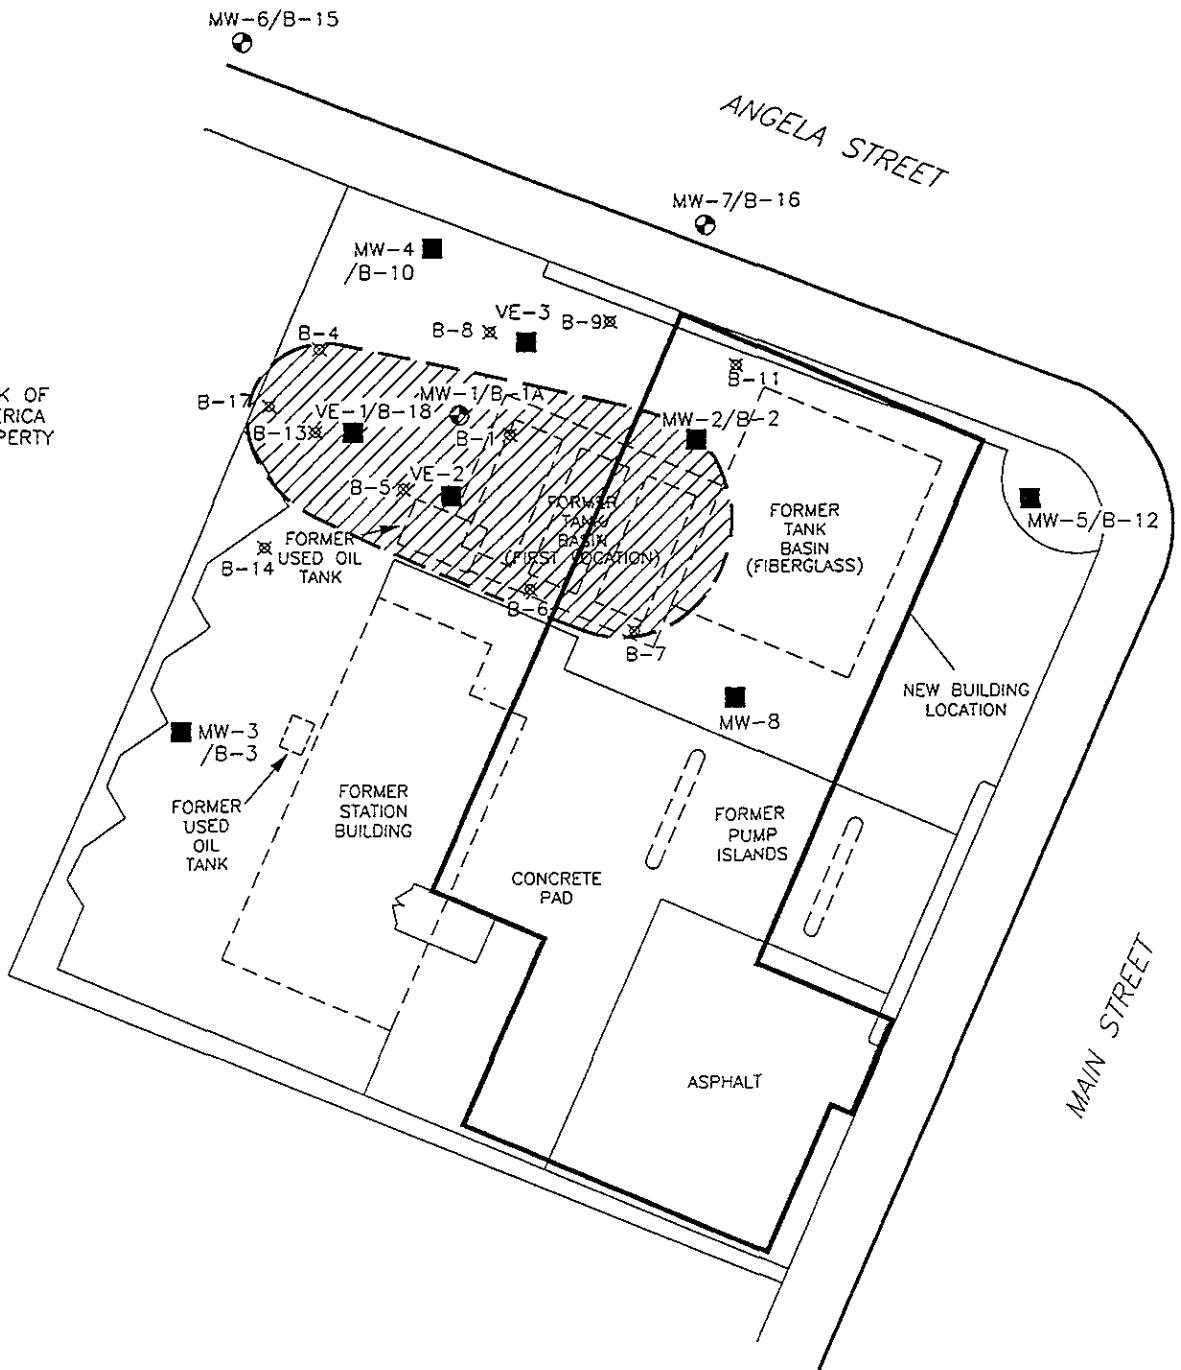 MW-6/B-15
ANGELA STREET
MW-7/B-16
MW-4
/B-10
VE-3
B-8
B-9
B-4
B-11
K OF
ERICA
PERTY
B-17
MW-1/B-1A
VE-1/B-18
MW-2/B-2
B-13
B-1
VE-2
B-5
FORMER
TANK
BASIN
(FIRST LOCATION)
FORMER
TANK
BASIN
(FIBERGLASS)
MW-5/B-12
FORMER
USED OIL
TANK
B-14
B-6
B-7
NEW BUILDING
LOCATION
MW-8
MW-3
/B-3
FORMER
USED
OIL
TANK
FORMER
STATION
BUILDING
FORMER
PUMP
ISLANDS
CONCRETE
PAD
MAIN STREET
ASPHALT